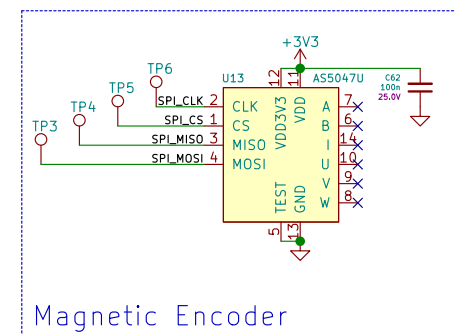 +3V3
TP6
U13
AS5047U
C62
100n
25.0V
TP5
TP4
TP3
12
11
SPI_CLK 2 CLK
SPI_CS 1 CS
SPI_MISO 3 MISO
SPI_MOSI 4 MOSI
VDD3V3
VDD
A 7
B 6
I 14
U 10
V 9
W 8
TEST
GND
5
13
Magnetic Encoder